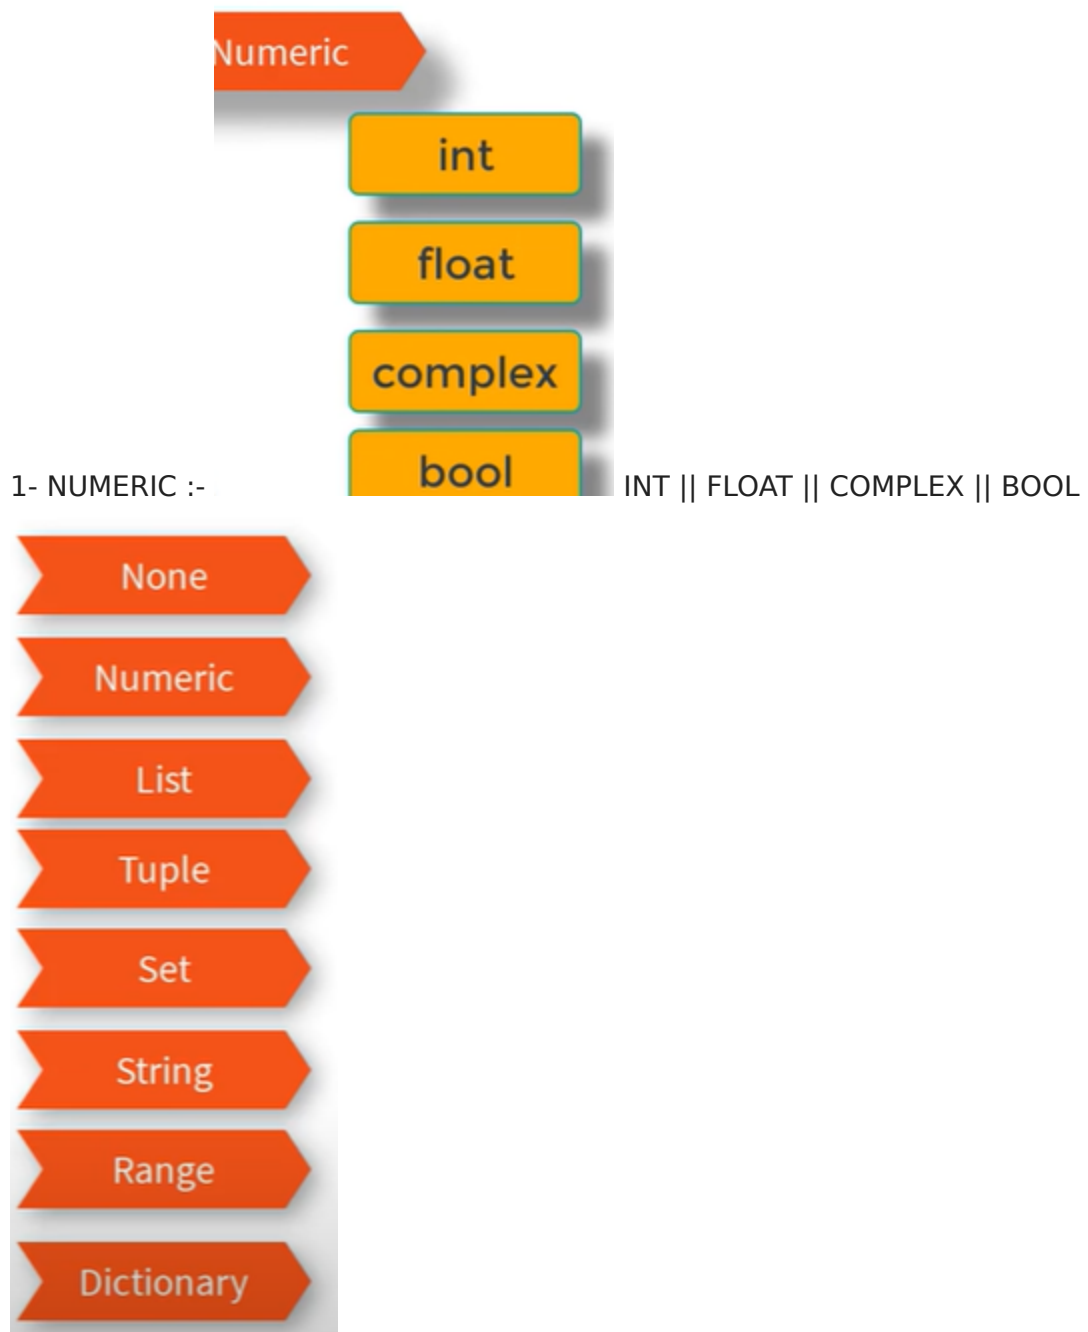 Numeric
int
float
complex
bool
1- NUMERIC :- INT || FLOAT || COMPLEX || BOOL
None
Numeric
List
Tuple
Set
String
Range
Dictionary